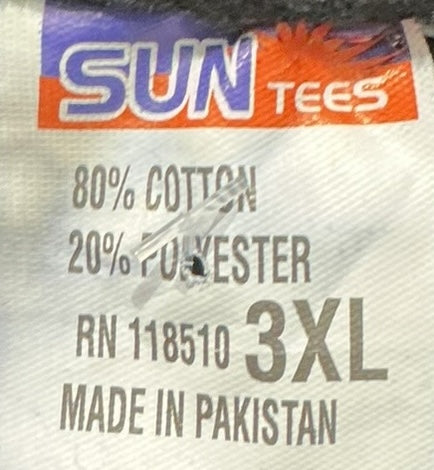 SUN TEES
80% COTTON
20% POLYESTER
RN 118510 3XL
MADE IN PAKISTAN